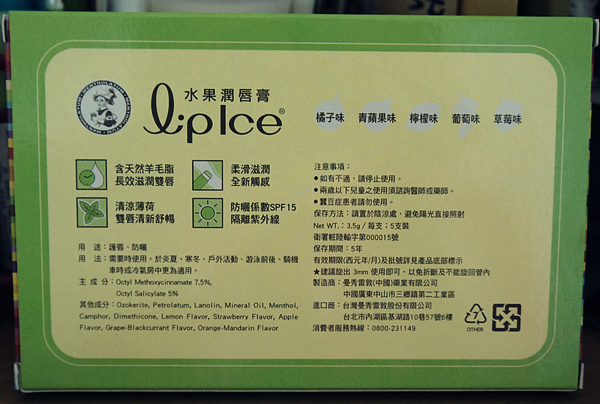 MENTHOLATUM
水果潤唇膏
LipIce®
橘子味 青蘋果味 檸檬味 葡萄味 草莓味
含天然羊毛脂
長效滋潤雙唇
柔滑滋潤
全新觸感
清涼薄荷
雙唇清新舒暢
防曬係數SPF15
隔離紫外線
用 途：護唇、防曬
用 法：需要時使用。於炎夏、寒冬、戶外活動、游泳前後、騎機
車時或冷氣房中更為適用。
主 成 分：Octyl Methoxycinnamate 7.5%,
Octyl Salicylate 5%
其他成分：Ozokerite, Petrolatum, Lanolin, Mineral Oil, Menthol,
Camphor, Dimethicone, Lemon Flavor, Strawberry Flavor, Apple
Flavor, Grape-Blackcurrant Flavor, Orange-Mandarin Flavor
注意事項：
●如有不適，請停止使用。
●兩歲以下兒童之使用須諮詢醫師或藥師。
●蠶豆症患者請勿使用。
保存方法：請置於陰涼處，避免陽光直接照射
Net WT.：3.5g / 每支；5支裝
衛署粧陸輸字第000015號
保存期間：5年
有效期限(西元年/月)及批號詳見產品底部標示
★建議旋出 3mm 使用即可，以免折斷及不能旋回管內
製造商：曼秀雷敦(中國)藥業有限公司
中國廣東中山市三鄉鎮第二工業區
進口商：台灣曼秀雷敦股份有限公司
台北市內湖區基湖路10巷57號6樓
消費者服務熱線：0800-231149
7
OTHER